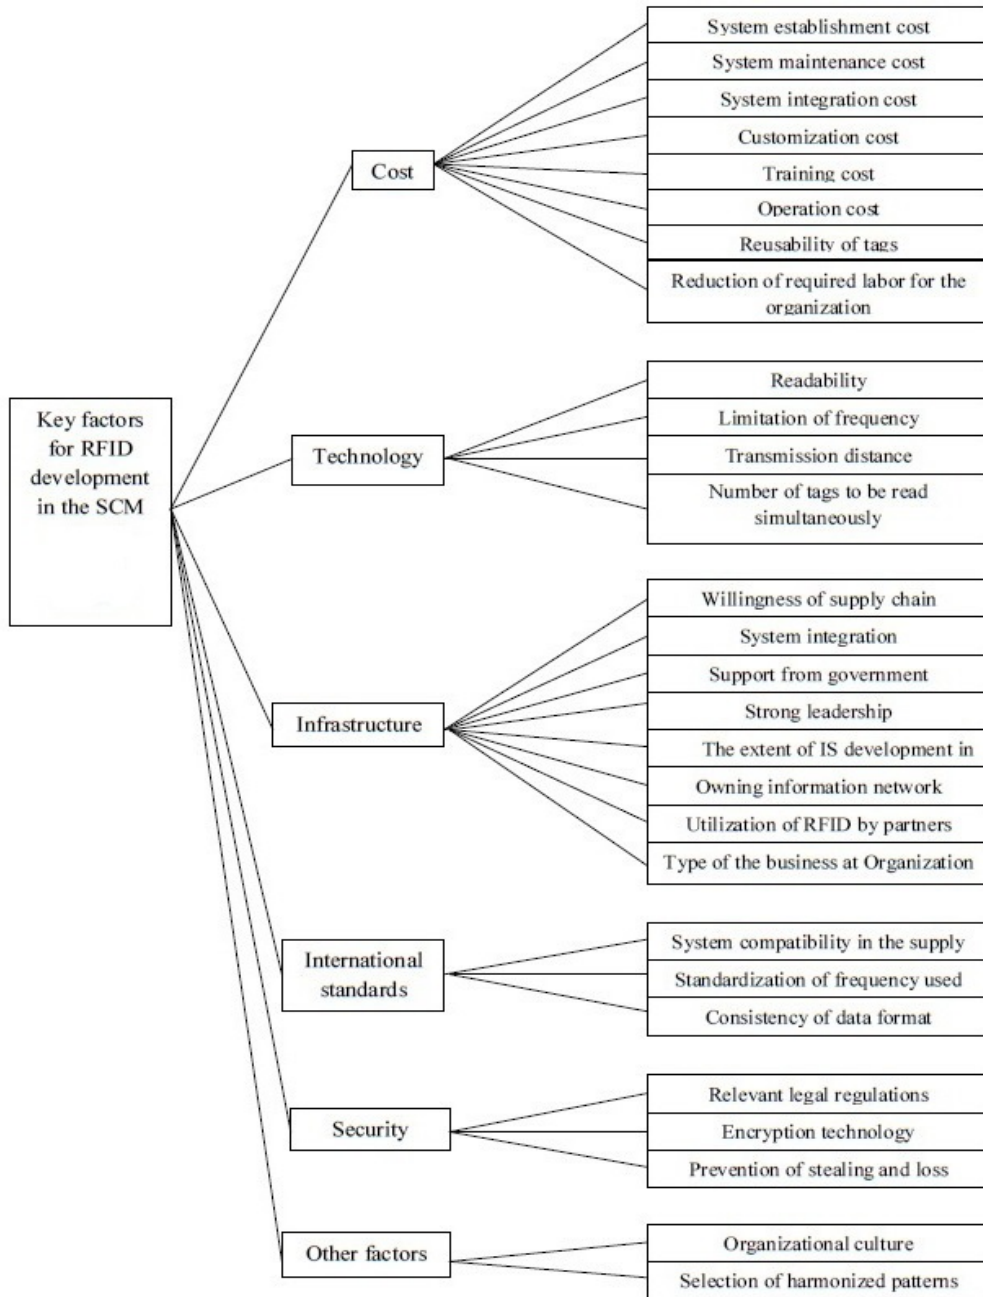 Key factors
for RFID
development
in the SCM
Cost
System establishment cost
System maintenance cost
System integration cost
Customization cost
Training cost
Operation cost
Reusability of tags
Reduction of required labor for the
organization
Technology
Readability
Limitation of frequency
Transmission distance
Number of tags to be read
simultaneously
Infrastructure
Willingness of supply chain
System integration
Support from government
Strong leadership
The extent of IS development in
Owning information network
Utilization of RFID by partners
Type of the business at Organization
International
standards
System compatibility in the supply
Standardization of frequency used
Consistency of data format
Security
Relevant legal regulations
Encryption technology
Prevention of stealing and loss
Other factors
Organizational culture
Selection of harmonized patterns